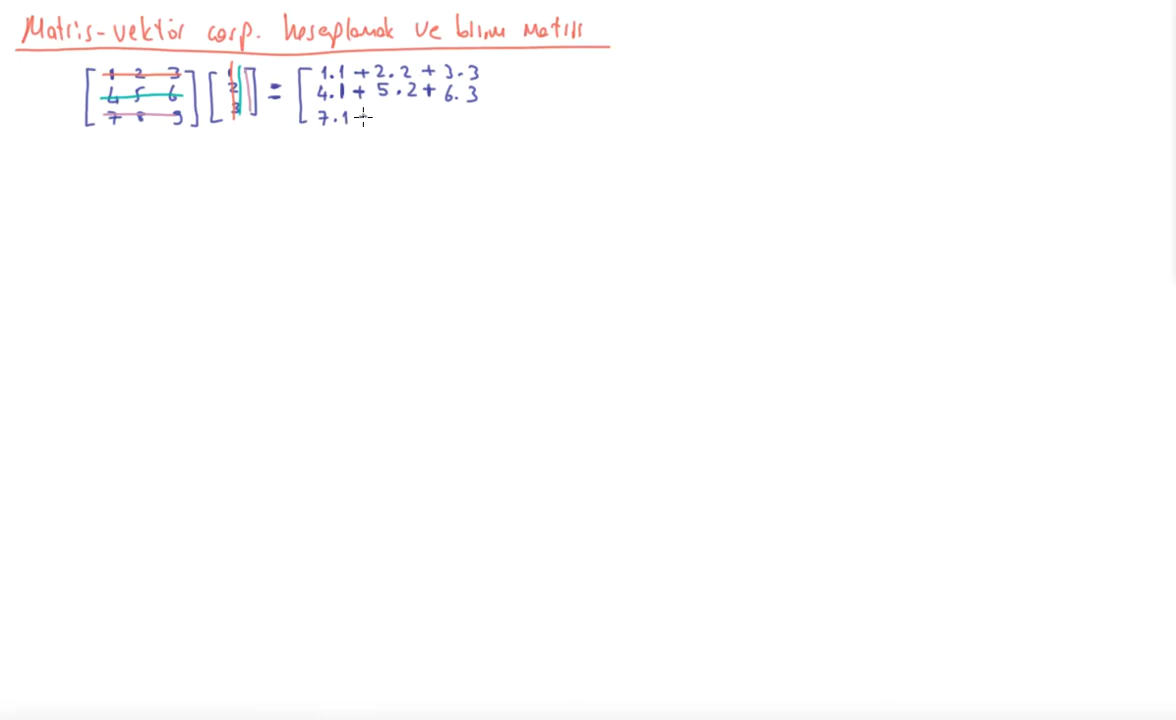 Matris-vektör çarp. hesaplamak ve birim matris
[1 2 3] [1] = [1.1 + 2.2 + 3.3
[4 5 6] [2] [4.1 + 5.2 + 6.3
[7 8 9] [3] [7.1 +